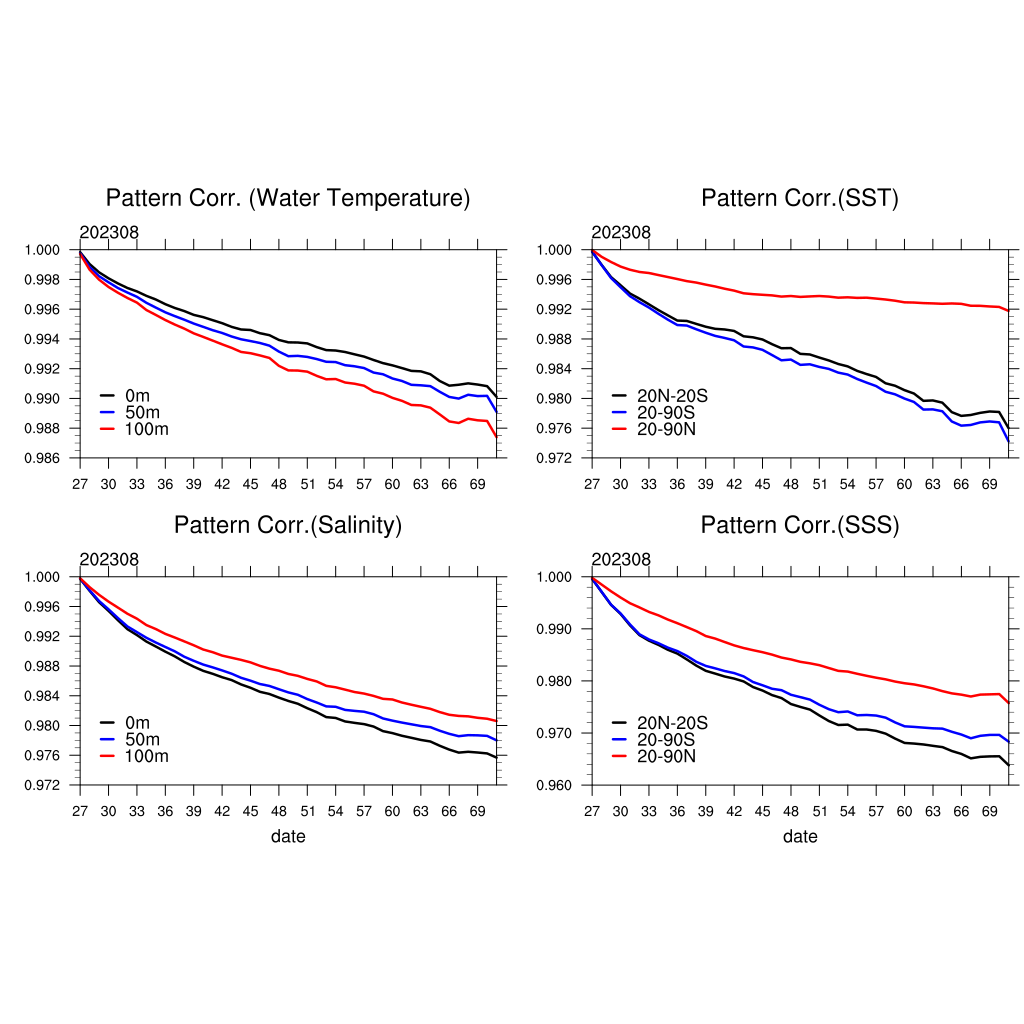 Pattern Corr. (Water Temperature)
202308
1.000
0.998
0.996
0.994
0.992
0.990
0.988
0.986
0m
50m
100m
27 30 33 36 39 42 45 48 51 54 57 60 63 66 69
Pattern Corr.(SST)
202308
1.000
0.996
0.992
0.988
0.984
0.980
0.976
0.972
20N-20S
20-90S
20-90N
27 30 33 36 39 42 45 48 51 54 57 60 63 66 69
Pattern Corr.(Salinity)
202308
1.000
0.996
0.992
0.988
0.984
0.980
0.976
0.972
0m
50m
100m
27 30 33 36 39 42 45 48 51 54 57 60 63 66 69
date
Pattern Corr.(SSS)
202308
1.000
0.990
0.980
0.970
0.960
20N-20S
20-90S
20-90N
27 30 33 36 39 42 45 48 51 54 57 60 63 66 69
date